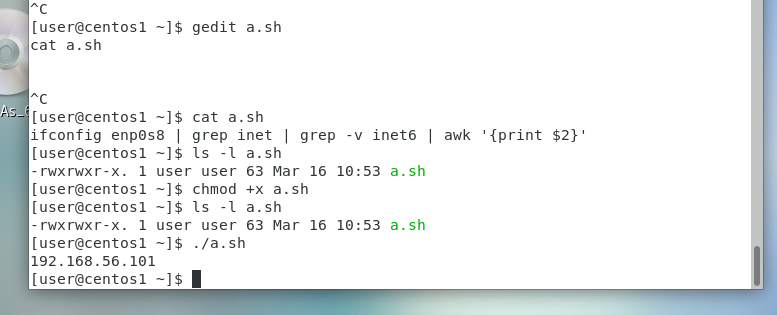 ^C
[user@centos1 ~]$ gedit a.sh
cat a.sh
^C
[user@centos1 ~]$ cat a.sh
ifconfig enp0s8 | grep inet | grep -v inet6 | awk '{print $2}'
[user@centos1 ~]$ ls -l a.sh
-rwxrwxr-x. 1 user user 63 Mar 16 10:53 a.sh
[user@centos1 ~]$ chmod +x a.sh
[user@centos1 ~]$ ls -l a.sh
-rwxrwxr-x. 1 user user 63 Mar 16 10:53 a.sh
[user@centos1 ~]$ ./a.sh
192.168.56.101
[user@centos1 ~]$